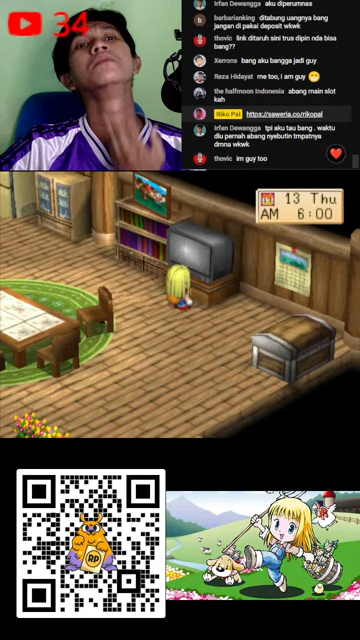 34
Irfan Dewangga aku diperumnas
barbarianking ditabung uangnya bang
jangan di pakai deposit wkwk
thovic link ditaruh sini trus dipin nda bisa
bang??
Xerrons bang aku bangga jadi guy
Reza Hidayat me too, i am guy 😁
the halfmoon Indonesia abang main slot
kah
Riko Pal https://saweria.co/rikopal
Irfan Dewangga tpi aku tau bang . waktu
dlu pernah abang nyebutin tmpatnya
dmna wkwk
thovic im guy too
13 Thu
AM 6:00
RP